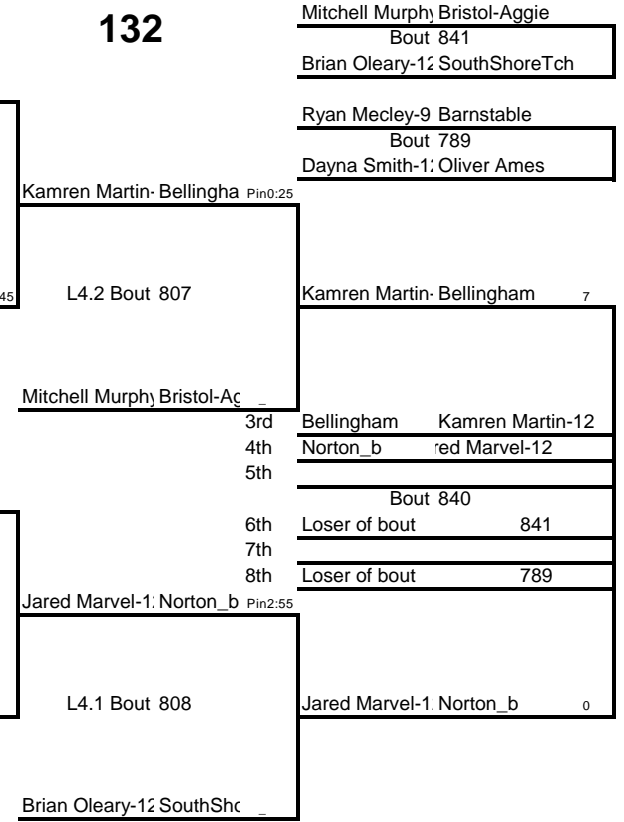 132
Mitchell Murphy Bristol-Aggie
Bout 841
Brian Oleary-12 SouthShoreTch
Ryan Mecley-9 Barnstable
Bout 789
Dayna Smith-1 Oliver Ames
Kamren Martin- Bellingha Pin0:25
45
L4.2 Bout 807
Kamren Martin- Bellingham 7
Mitchell Murphy Bristol-Ag _
3rd Bellingham Kamren Martin-12
4th Norton_b red Marvel-12
5th
Bout 840
6th Loser of bout 841
7th
8th Loser of bout 789
Jared Marvel-1 Norton_b Pin2:55
L4.1 Bout 808
Jared Marvel-1 Norton_b 0
Brian Oleary-12 SouthSho _